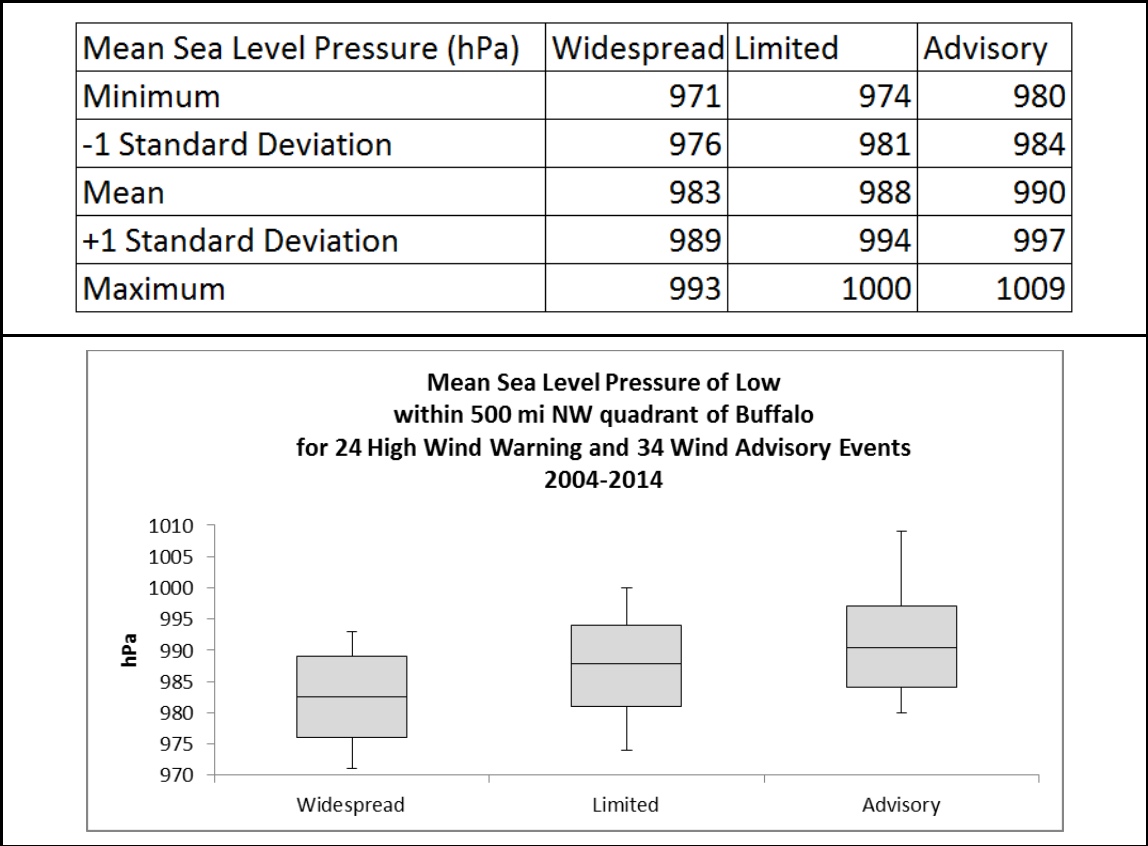 Mean Sea Level Pressure (hPa) Widespread Limited Advisory
Minimum 971 974 980
-1 Standard Deviation 976 981 984
Mean 983 988 990
+1 Standard Deviation 989 994 997
Maximum 993 1000 1009
Mean Sea Level Pressure of Low
within 500 mi NW quadrant of Buffalo
for 24 High Wind Warning and 34 Wind Advisory Events
2004-2014
hPa
1010
1005
1000
995
990
985
980
975
970
Widespread Limited Advisory